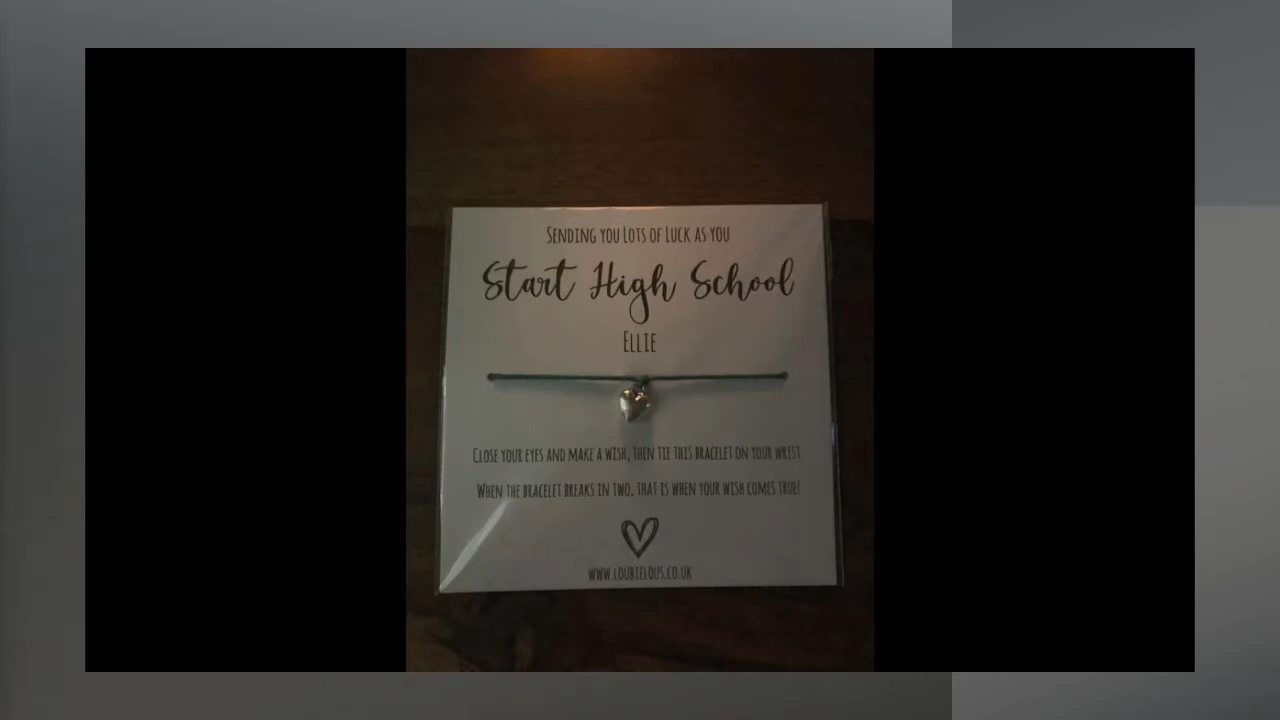 SENDING YOU LOTS OF LUCK AS YOU
Start High School
ELLIE
CLOSE YOUR EYES AND MAKE A WISH, THEN TIE THIS BRACELET ON YOUR WRIST
WHEN THE BRACELET BREAKS IN TWO, THAT IS WHEN YOUR WISH COMES TRUE!
WWW.LOUBIELOUS.CO.UK